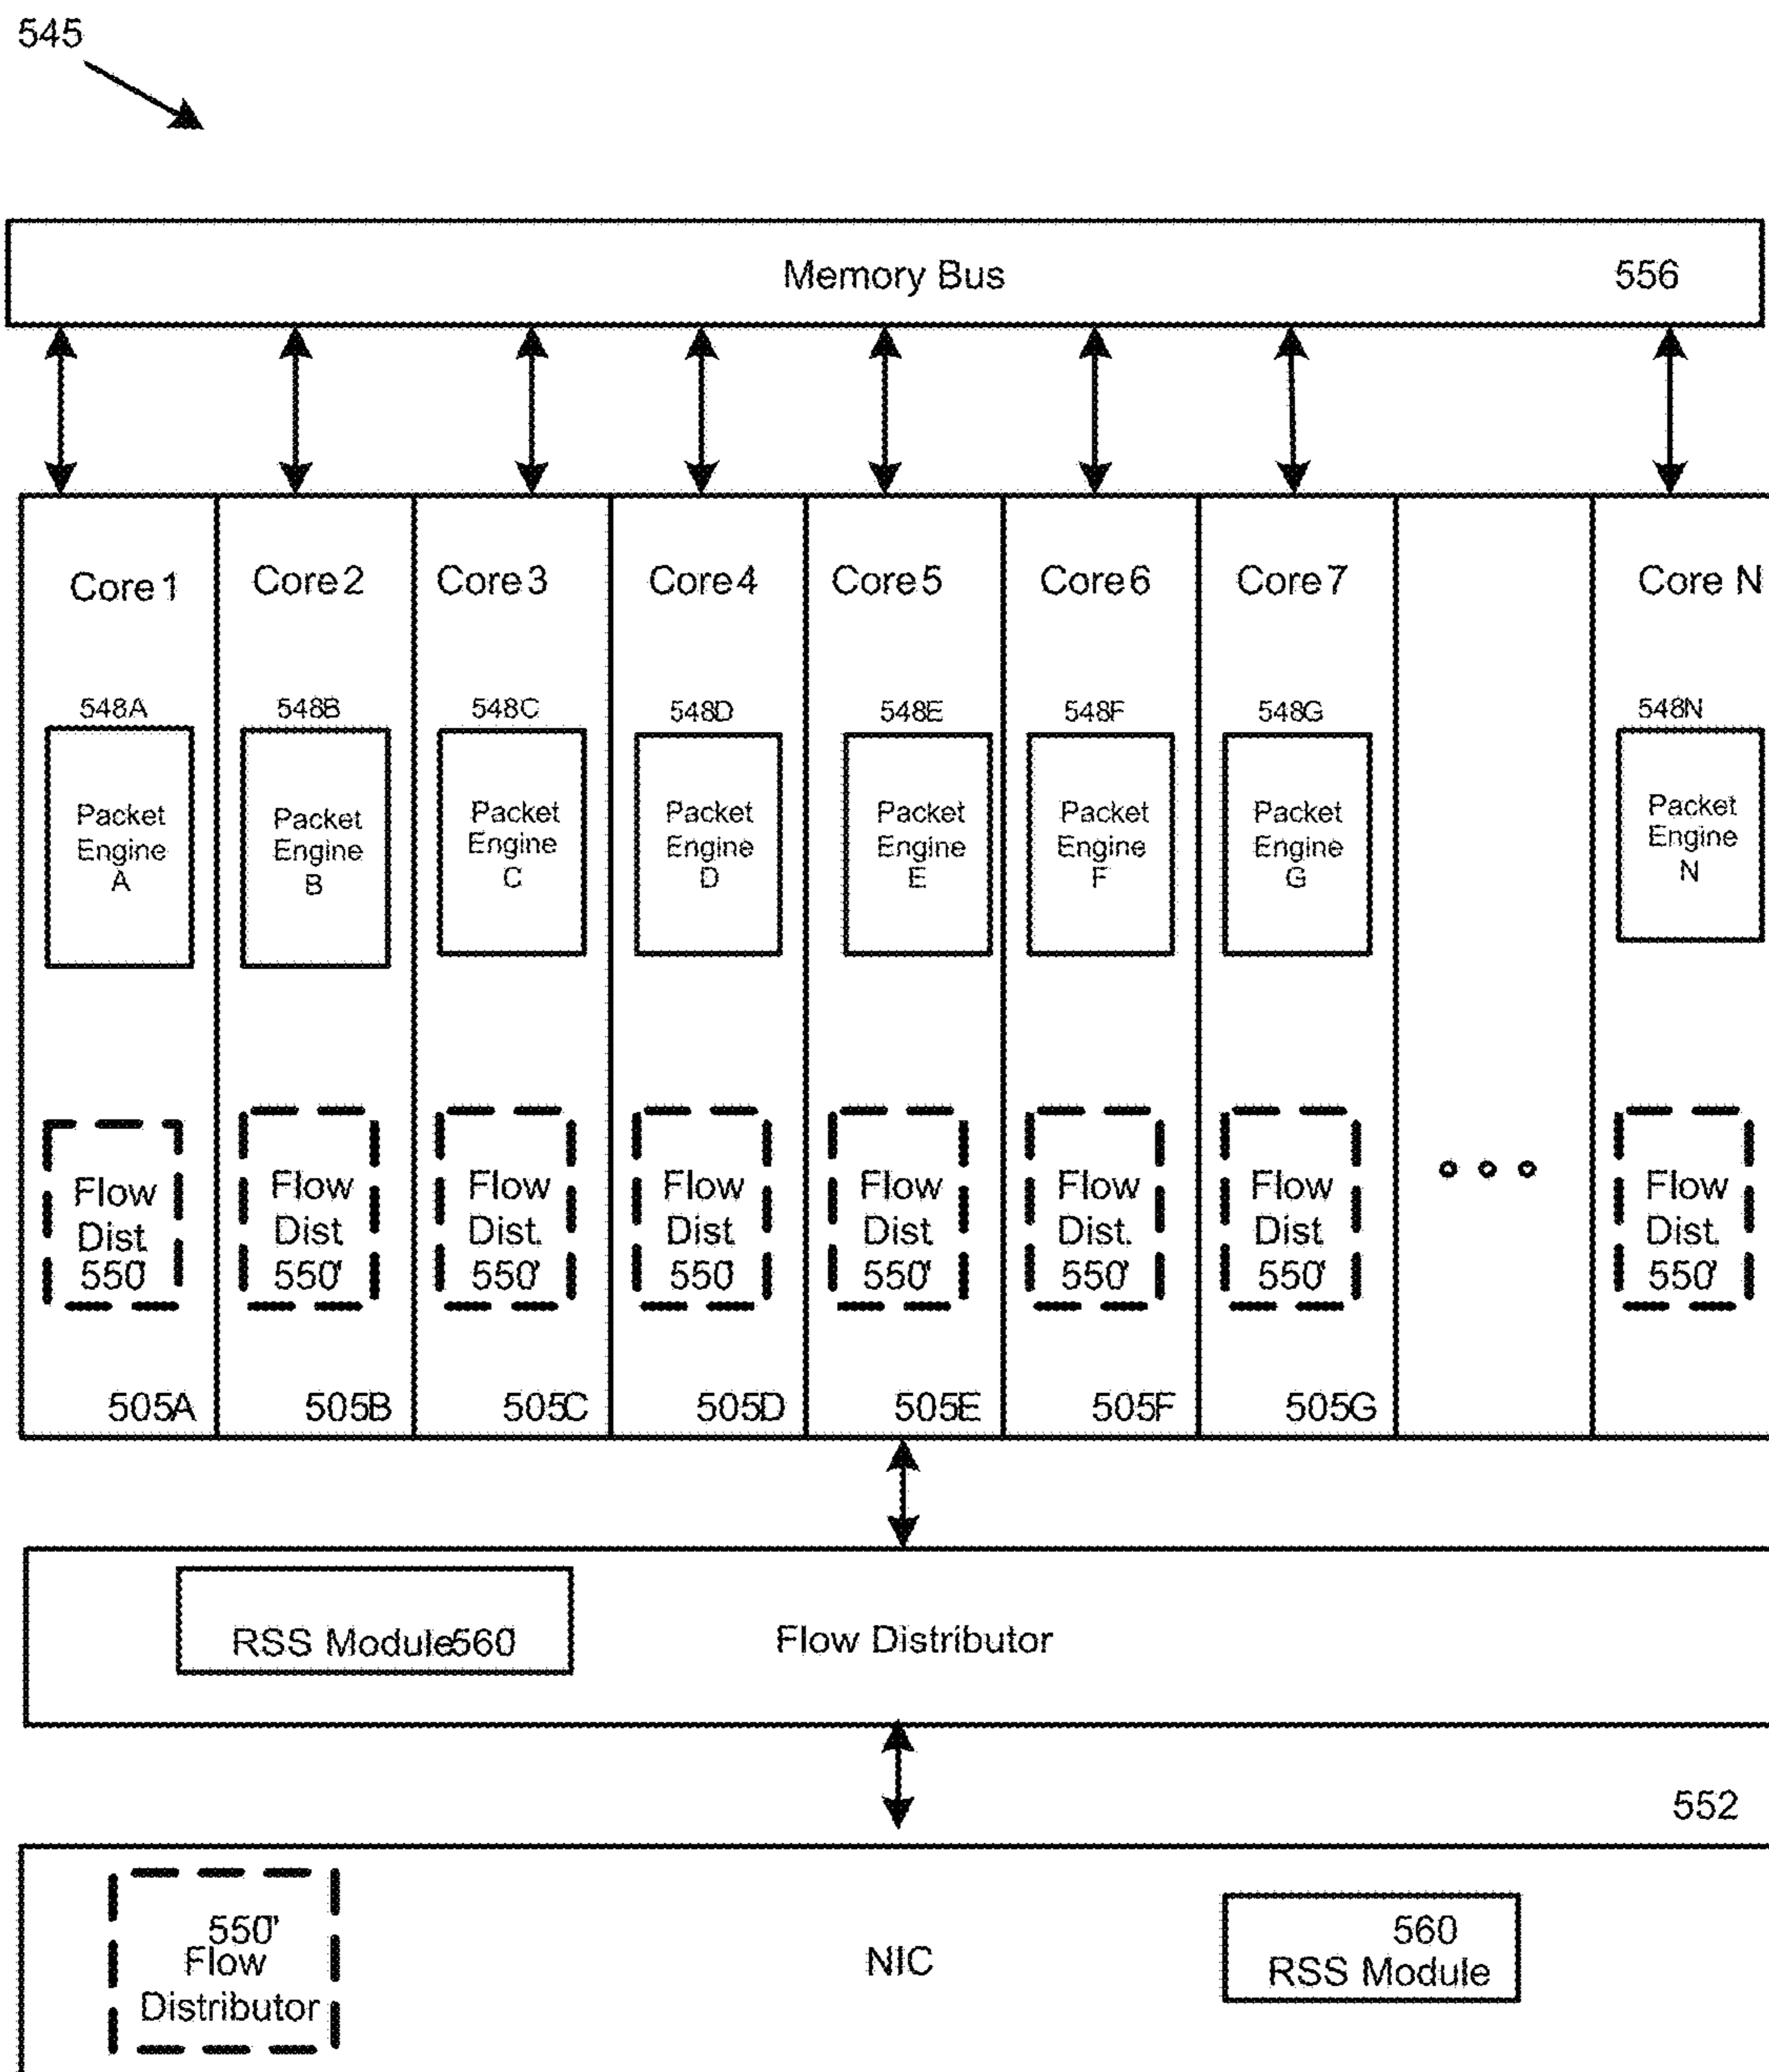 545
Memory Bus 556
Core 1 Core 2 Core 3 Core 4 Core 5 Core 6 Core 7 Core N
548A 548B 548C 548D 548E 548F 548G 548N
Packet Engine A
Packet Engine B
Packet Engine C
Packet Engine D
Packet Engine E
Packet Engine F
Packet Engine G
Packet Engine N
Flow Dist 550'
Flow Dist 550'
Flow Dist. 550'
Flow Dist 550'
Flow Dist. 550'
Flow Dist. 550'
Flow Dist. 550'
Flow Dist. 550'
505A 505B 505C 505D 505E 505F 505G
RSS Module 560 Flow Distributor
552
550'
Flow
Distributor
NIC
560
RSS Module